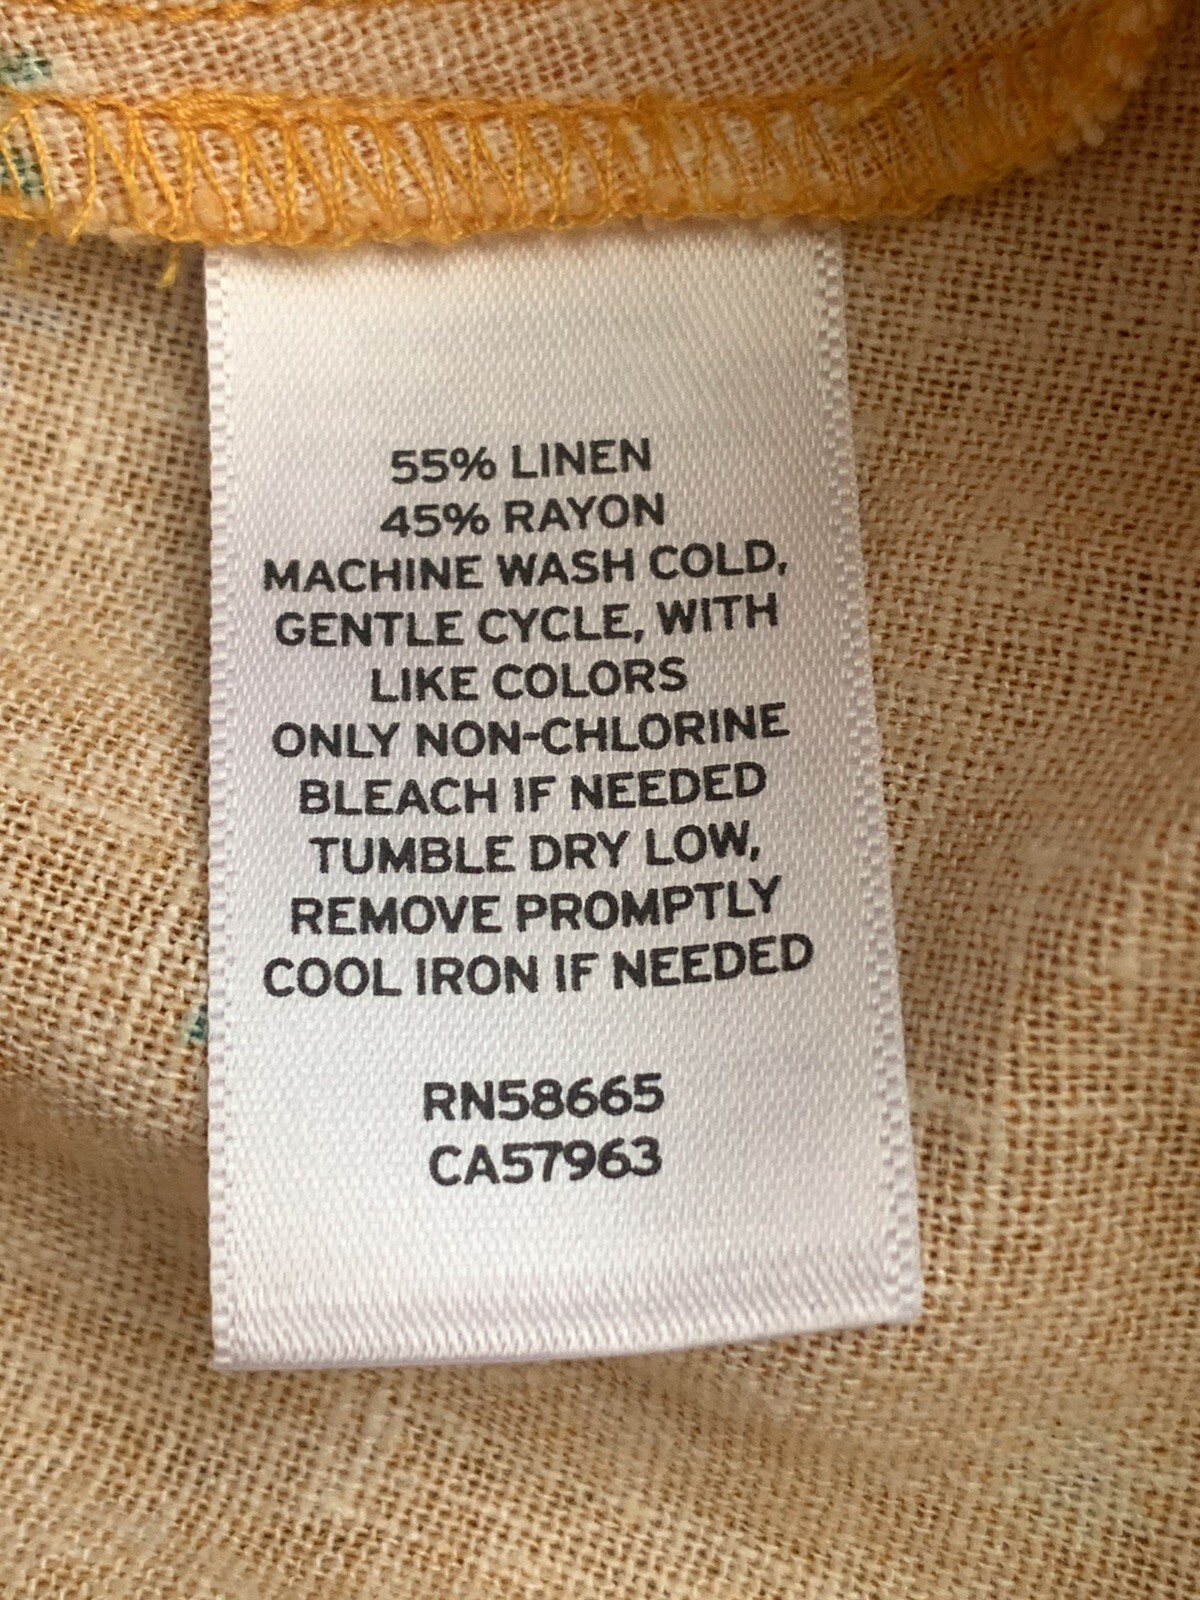 55% LINEN
45% RAYON
MACHINE WASH COLD,
GENTLE CYCLE, WITH
LIKE COLORS
ONLY NON-CHLORINE
BLEACH IF NEEDED
TUMBLE DRY LOW,
REMOVE PROMPTLY
COOL IRON IF NEEDED
RN58665
CA57963